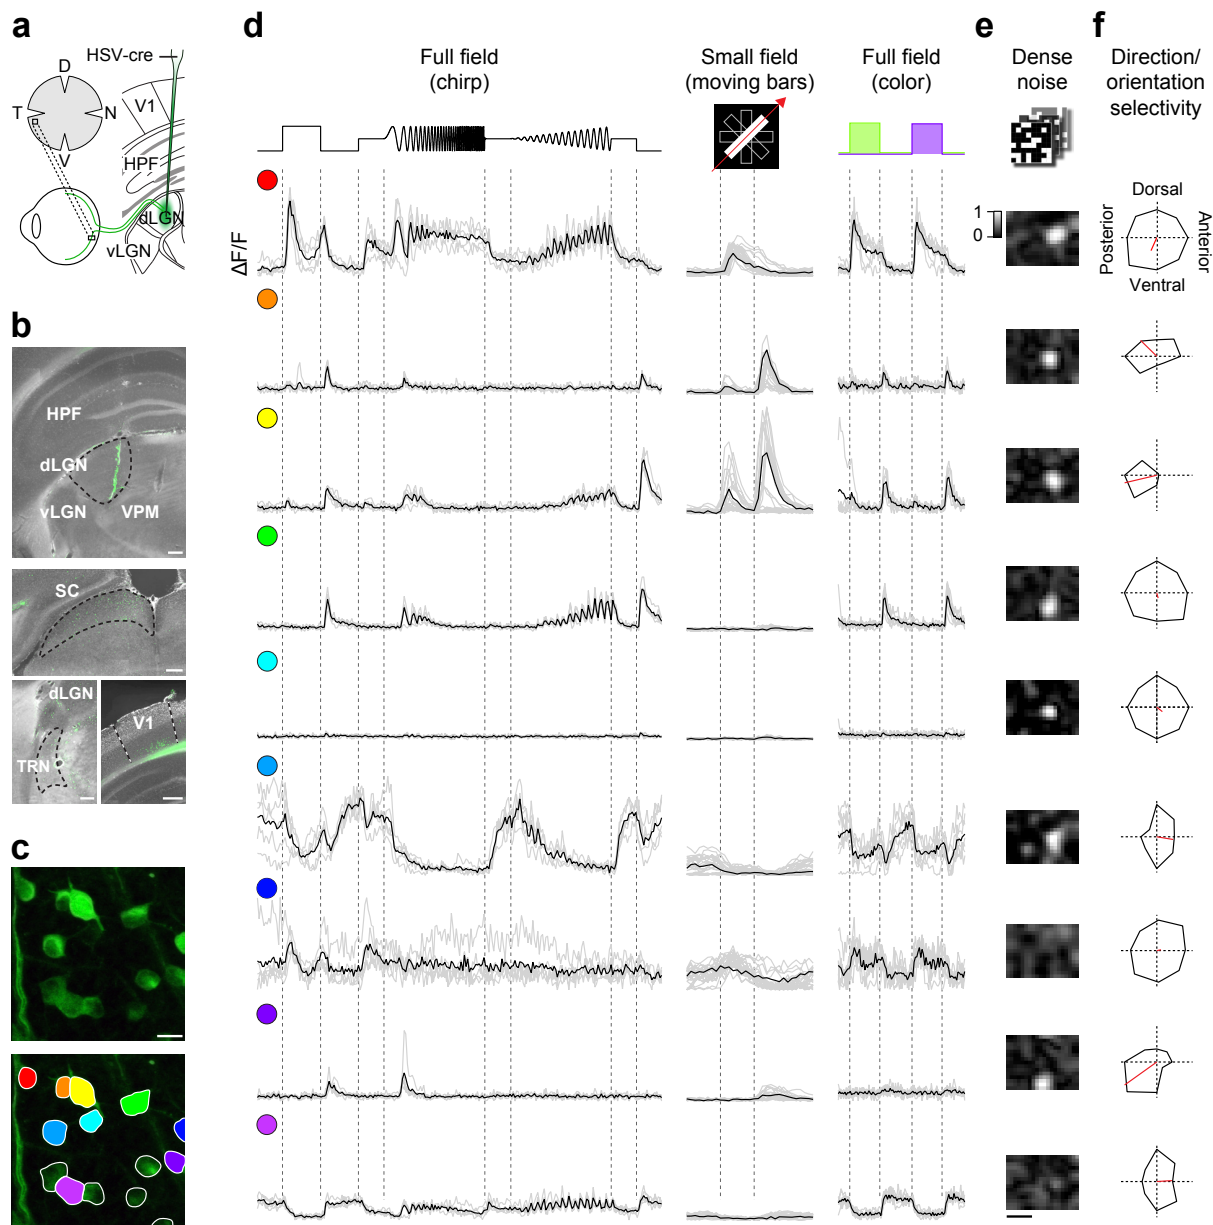 a
HSV-cre
D
T
N
V
V1
HPF
dLGN
vLGN
b
HPF
dLGN
vLGN
VPM
SC
dLGN
TRN
V1
c
d
Full field
(chirp)
Small field
(moving bars)
Full field
(color)
ΔF/F
e
Dense
noise
1
0
f
Direction/
orientation
selectivity
Dorsal
Posterior
Anterior
Ventral